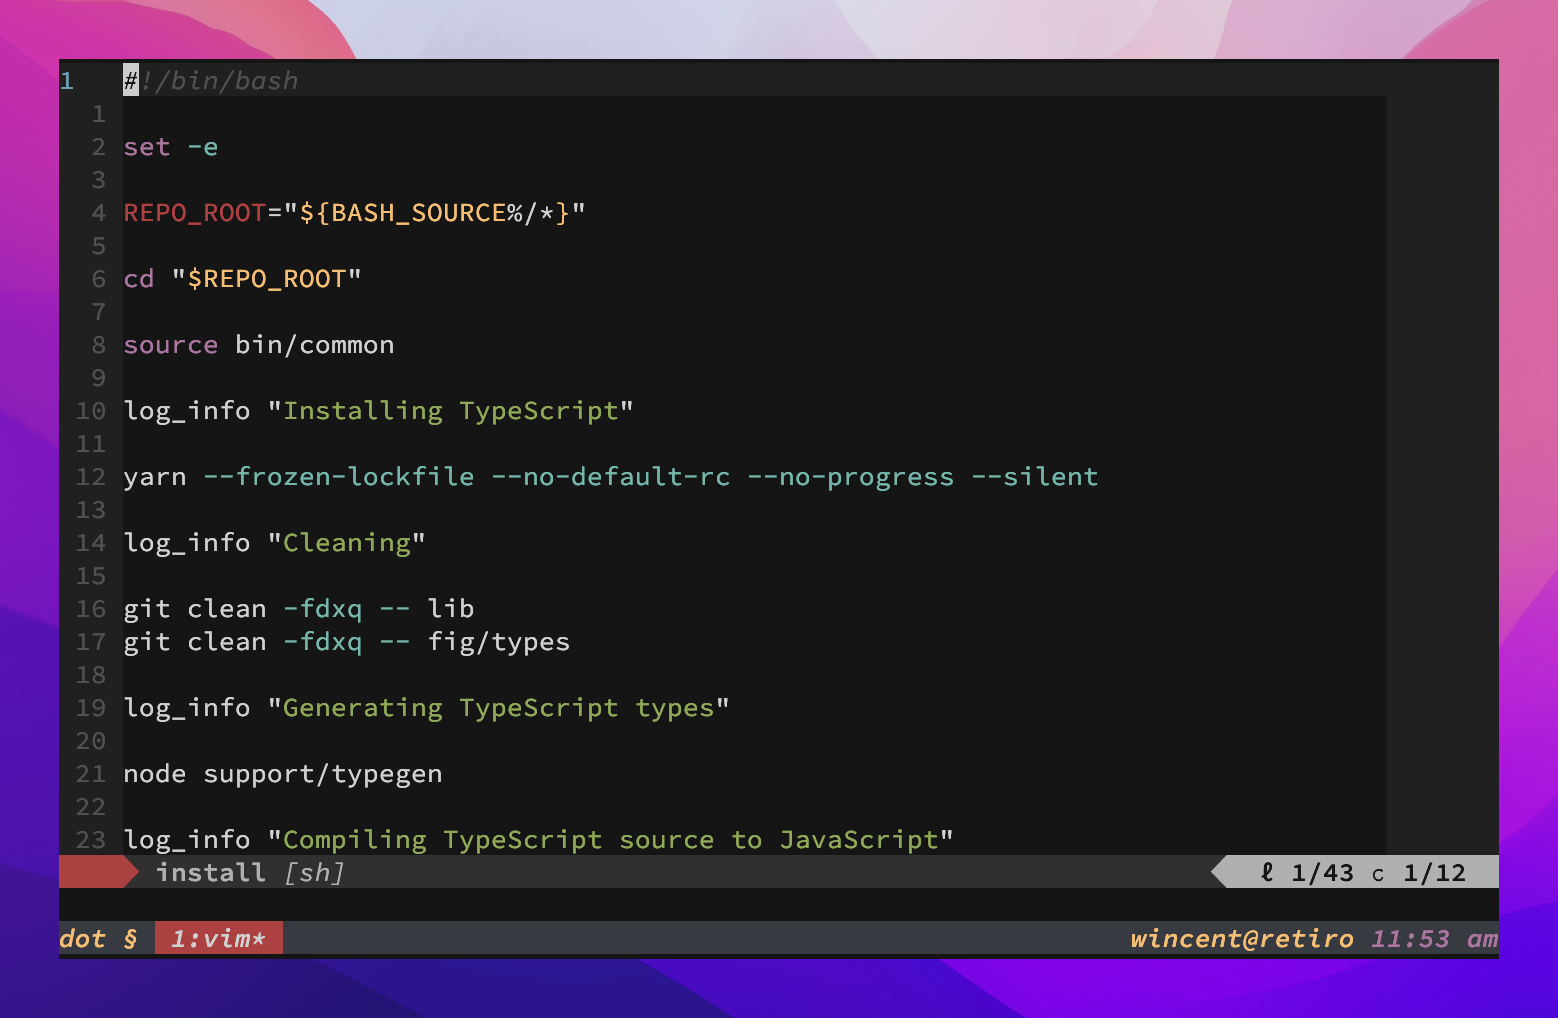 1 #!/bin/bash
1
2 set -e
3
4 REPO_ROOT="${BASH_SOURCE%/*}"
5
6 cd "$REPO_ROOT"
7
8 source bin/common
9
10 log_info "Installing TypeScript"
11
12 yarn --frozen-lockfile --no-default-rc --no-progress --silent
13
14 log_info "Cleaning"
15
16 git clean -fdxq -- lib
17 git clean -fdxq -- fig/types
18
19 log_info "Generating TypeScript types"
20
21 node support/typegen
22
23 log_info "Compiling TypeScript source to JavaScript"
install [sh] ℓ 1/43 c 1/12
dot § 1:vim* wincent@retiro 11:53 am